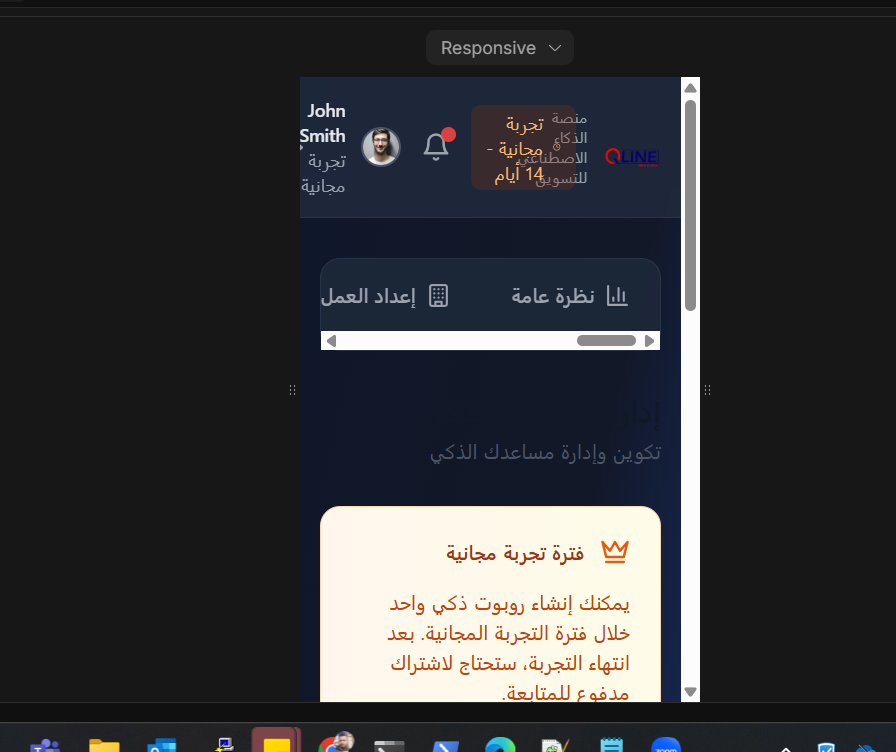 Responsive
QLINE
منصة
الذكاء
الاصطناعي
للتسويق
تجربة
مجانية -
14 أيام
John
Smith
تجربة
مجانية
نظرة عامة
إعداد العمل
تكوين وإدارة مساعدك الذكي
فترة تجربة مجانية
يمكنك إنشاء روبوت ذكي واحد
خلال فترة التجربة المجانية. بعد
انتهاء التجربة، ستحتاج لاشتراك
مدفوع للمتابعة.
zoom